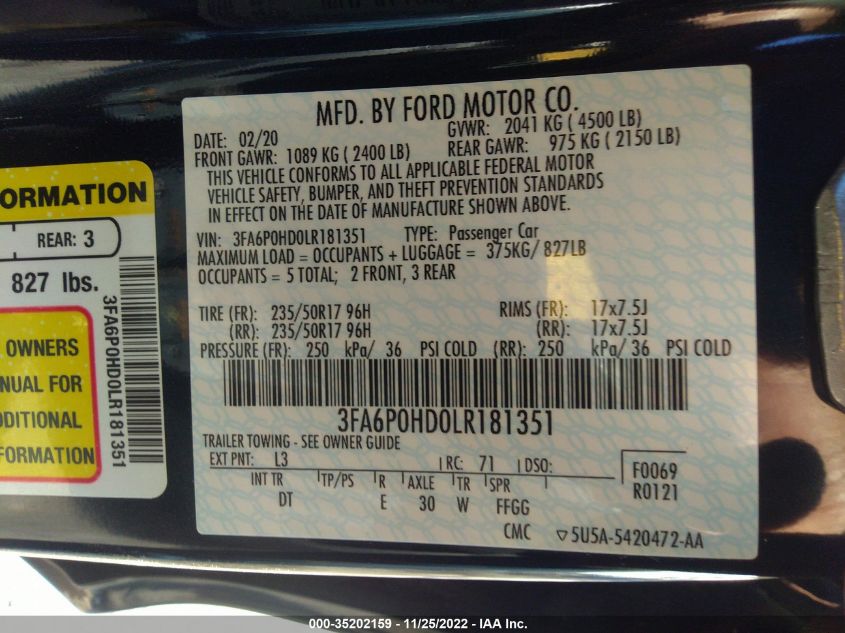 MFD. BY FORD MOTOR CO.
DATE: 02/20 GVWR: 2041 KG ( 4500 LB)
FRONT GAWR: 1089 KG ( 2400 LB) REAR GAWR: 975 KG ( 2150 LB)
THIS VEHICLE CONFORMS TO ALL APPLICABLE FEDERAL MOTOR
VEHICLE SAFETY, BUMPER, AND THEFT PREVENTION STANDARDS
IN EFFECT ON THE DATE OF MANUFACTURE SHOWN ABOVE.
VIN: 3FA6P0HD0LR181351 TYPE: Passenger Car
MAXIMUM LOAD = OCCUPANTS + LUGGAGE = 375KG/ 827LB
OCCUPANTS = 5 TOTAL; 2 FRONT, 3 REAR
TIRE (FR): 235/50R17 96H RIMS (FR): 17x7.5J
(RR): 235/50R17 96H (RR): 17x7.5J
PRESSURE (FR): 250 kPa/ 36 PSI COLD (RR): 250 kPa/ 36 PSI COLD
3FA6P0HD0LR181351
TRAILER TOWING - SEE OWNER GUIDE
EXT PNT: L3 RC: 71 DSO:
F0069
R0121
INT TR TP/PS R AXLE TR SPR
DT E 30 W FFGG
CMC ▽5U5A-5420472-AA
ORMATION
REAR: 3
827 lbs.
OWNERS
NUAL FOR
DDITIONAL
FORMATION
3FA6P0HD0LR181351
000-35202159 - 11/25/2022 - IAA Inc.